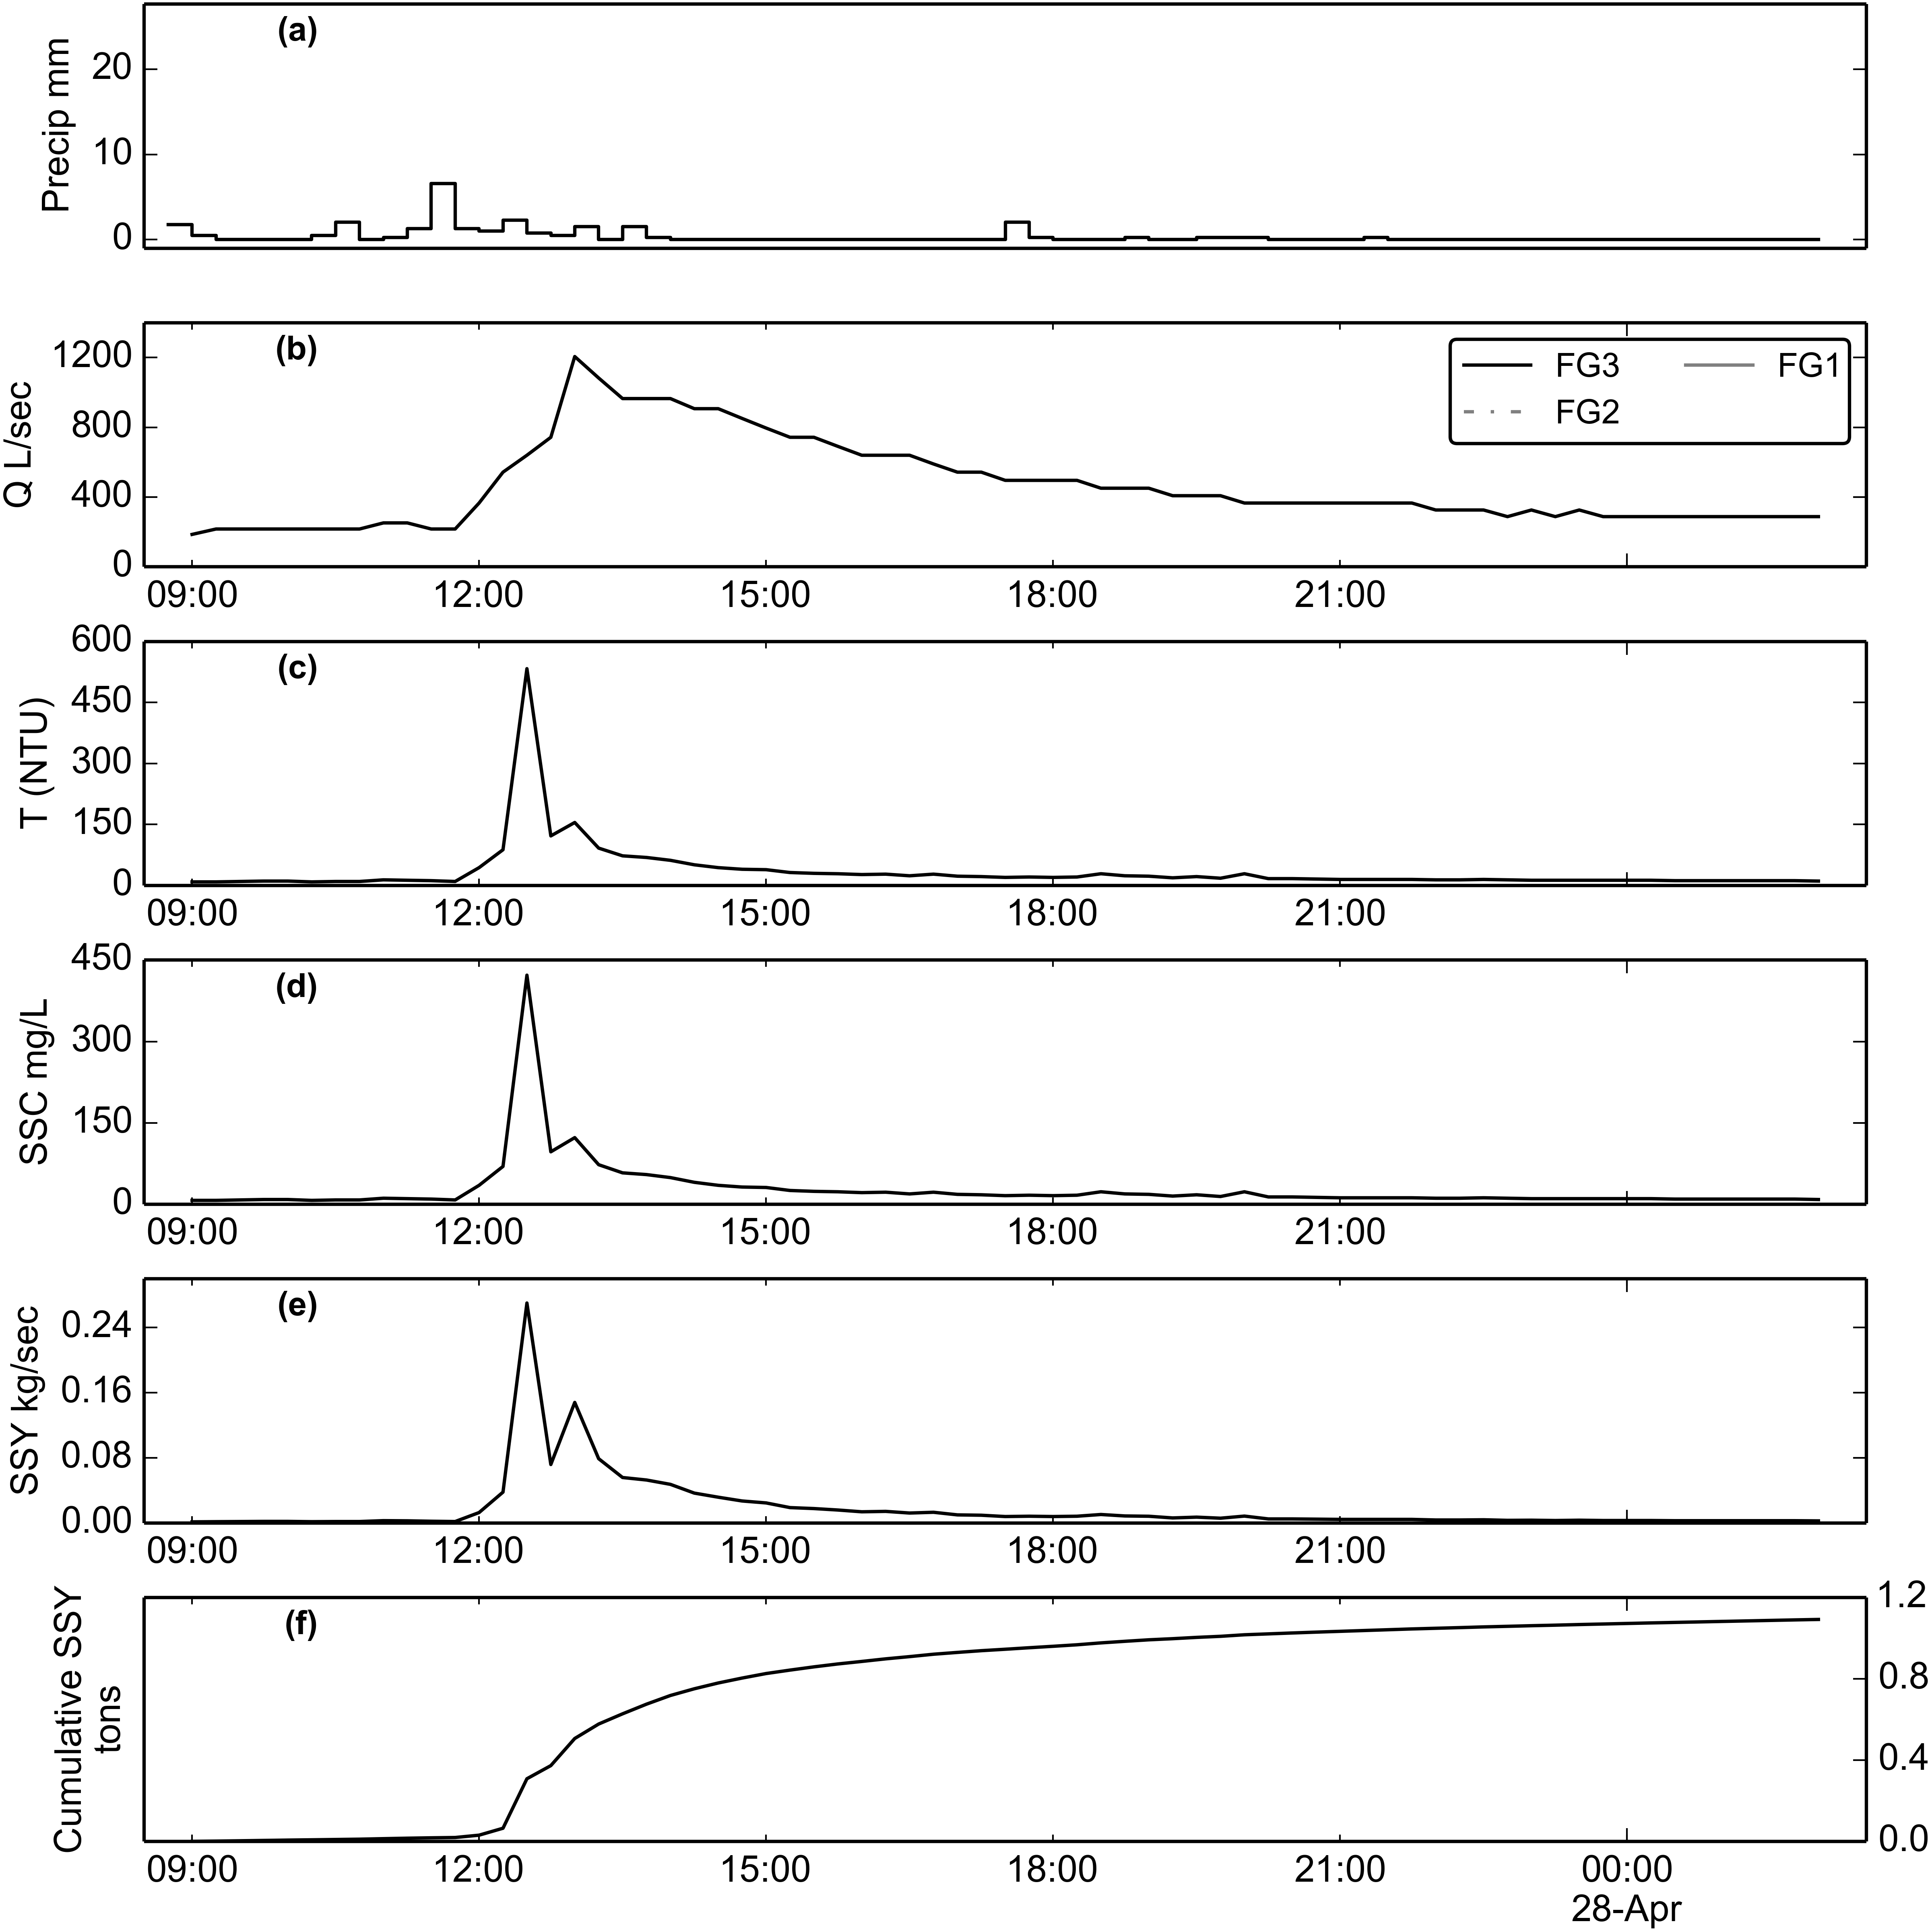 (a)
Precip mm
20
10
0
(b)
Q L/sec
1200
800
400
0
FG3
FG1
FG2
09:00 12:00 15:00 18:00 21:00
(c)
T (NTU)
600
450
300
150
0
09:00 12:00 15:00 18:00 21:00
(d)
SSC mg/L
450
300
150
0
09:00 12:00 15:00 18:00 21:00
(e)
SSY kg/sec
0.24
0.16
0.08
0.00
09:00 12:00 15:00 18:00 21:00
(f)
Cumulative SSY
tons
1.2
0.8
0.4
0.0
09:00 12:00 15:00 18:00 21:00 00:00
28-Apr